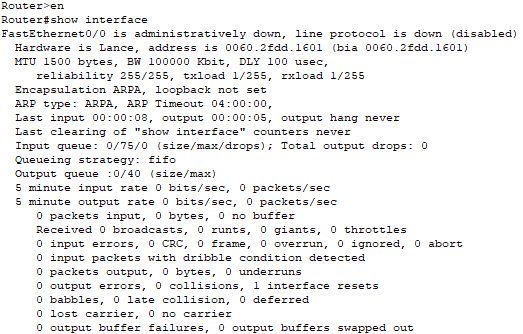 Router>en
Router#show interface
FastEthernet0/0 is administratively down, line protocol is down (disabled)
Hardware is Lance, address is 0060.2fdd.1601 (bia 0060.2fdd.1601)
MTU 1500 bytes, BW 100000 Kbit, DLY 100 usec,
reliability 255/255, txload 1/255, rxload 1/255
Encapsulation ARPA, loopback not set
ARP type: ARPA, ARP Timeout 04:00:00,
Last input 00:00:08, output 00:00:05, output hang never
Last clearing of "show interface" counters never
Input queue: 0/75/0 (size/max/drops); Total output drops: 0
Queueing strategy: fifo
Output queue :0/40 (size/max)
5 minute input rate 0 bits/sec, 0 packets/sec
5 minute output rate 0 bits/sec, 0 packets/sec
0 packets input, 0 bytes, 0 no buffer
Received 0 broadcasts, 0 runts, 0 giants, 0 throttles
0 input errors, 0 CRC, 0 frame, 0 overrun, 0 ignored, 0 abort
0 input packets with dribble condition detected
0 packets output, 0 bytes, 0 underruns
0 output errors, 0 collisions, 1 interface resets
0 babbles, 0 late collision, 0 deferred
0 lost carrier, 0 no carrier
0 output buffer failures, 0 output buffers swapped out